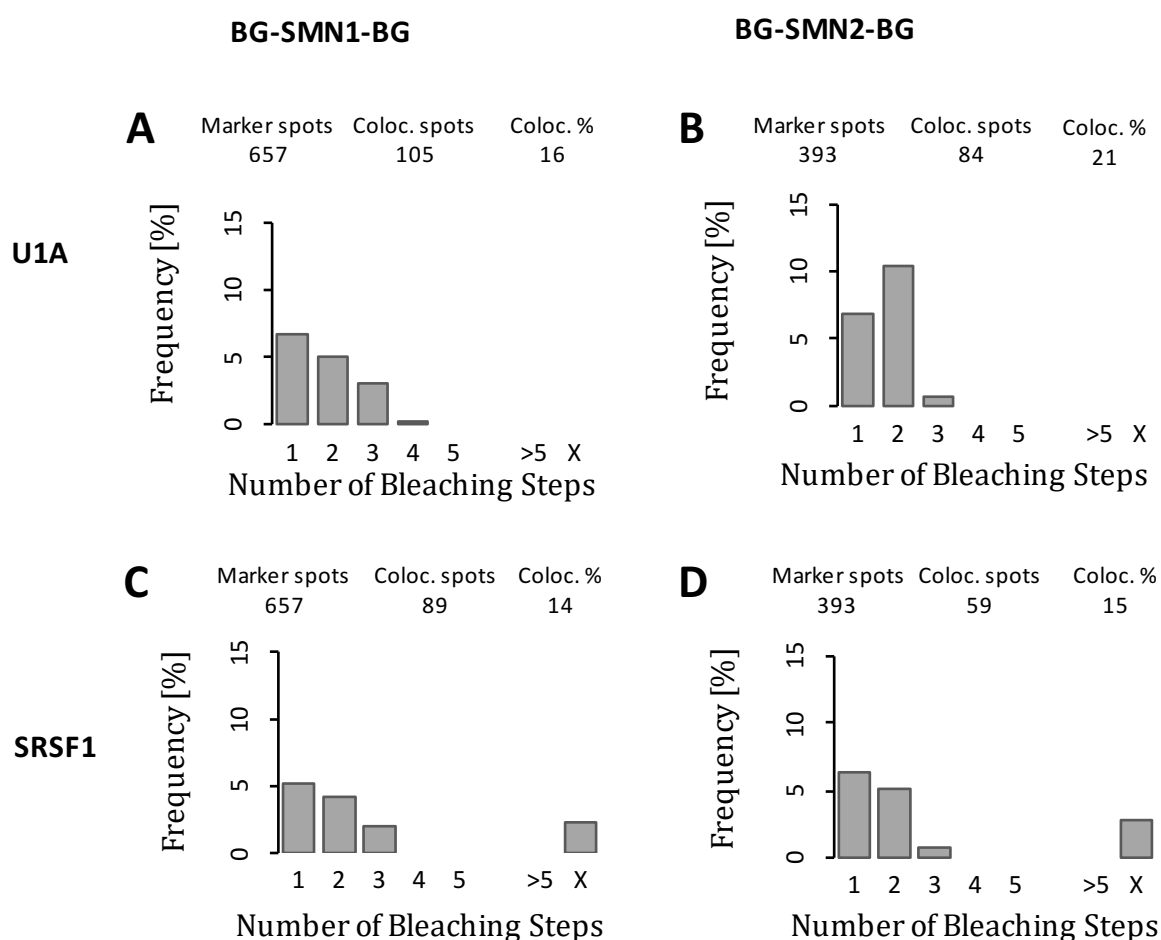 BG-SMN1-BG
BG-SMN2-BG
A
Marker spots Coloc. spots Coloc. %
657 105 16
B
Marker spots Coloc. spots Coloc. %
393 84 21
U1A
Frequency [%]
15
10
5
0
1 2 3 4 5 >5 X
Number of Bleaching Steps
Frequency [%]
15
10
5
0
1 2 3 4 5 >5 X
Number of Bleaching Steps
C
Marker spots Coloc. spots Coloc. %
657 89 14
D
Marker spots Coloc. spots Coloc. %
393 59 15
SRSF1
Frequency [%]
15
10
5
0
1 2 3 4 5 >5 X
Number of Bleaching Steps
Frequency [%]
15
10
5
0
1 2 3 4 5 >5 X
Number of Bleaching Steps